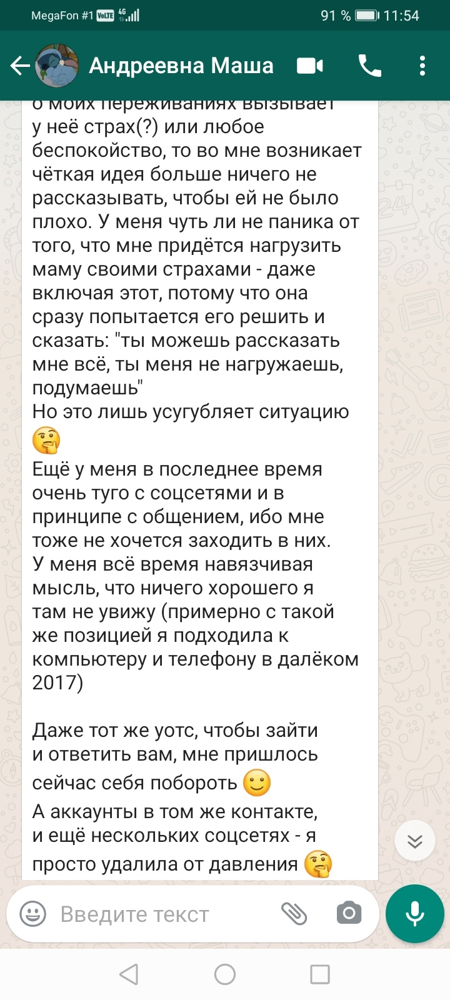 MegaFon #1 VoLTE 4G 91 % 11:54
Андреевна Маша
о моих переживаниях вызывает
у неё страх(?) или любое
беспокойство, то во мне возникает
чёткая идея больше ничего не
рассказывать, чтобы ей не было
плохо. У меня чуть ли не паника от
того, что мне придётся нагрузить
маму своими страхами - даже
включая этот, потому что она
сразу попытается его решить и
сказать: "ты можешь рассказать
мне всё, ты меня не нагружаешь,
подумаешь"
Но это лишь усугубляет ситуацию
🤔
Ещё у меня в последнее время
очень туго с соцсетями и в
принципе с общением, ибо мне
тоже не хочется заходить в них.
У меня всё время навязчивая
мысль, что ничего хорошего я
там не увижу (примерно с такой
же позицией я подходила к
компьютеру и телефону в далёком
2017)
Даже тот же уотс, чтобы зайти
и ответить вам, мне пришлось
сейчас себя побороть 🙂
А аккаунты в том же контакте,
и ещё нескольких соцсетях - я
просто удалила от давления 🤔
Введите текст